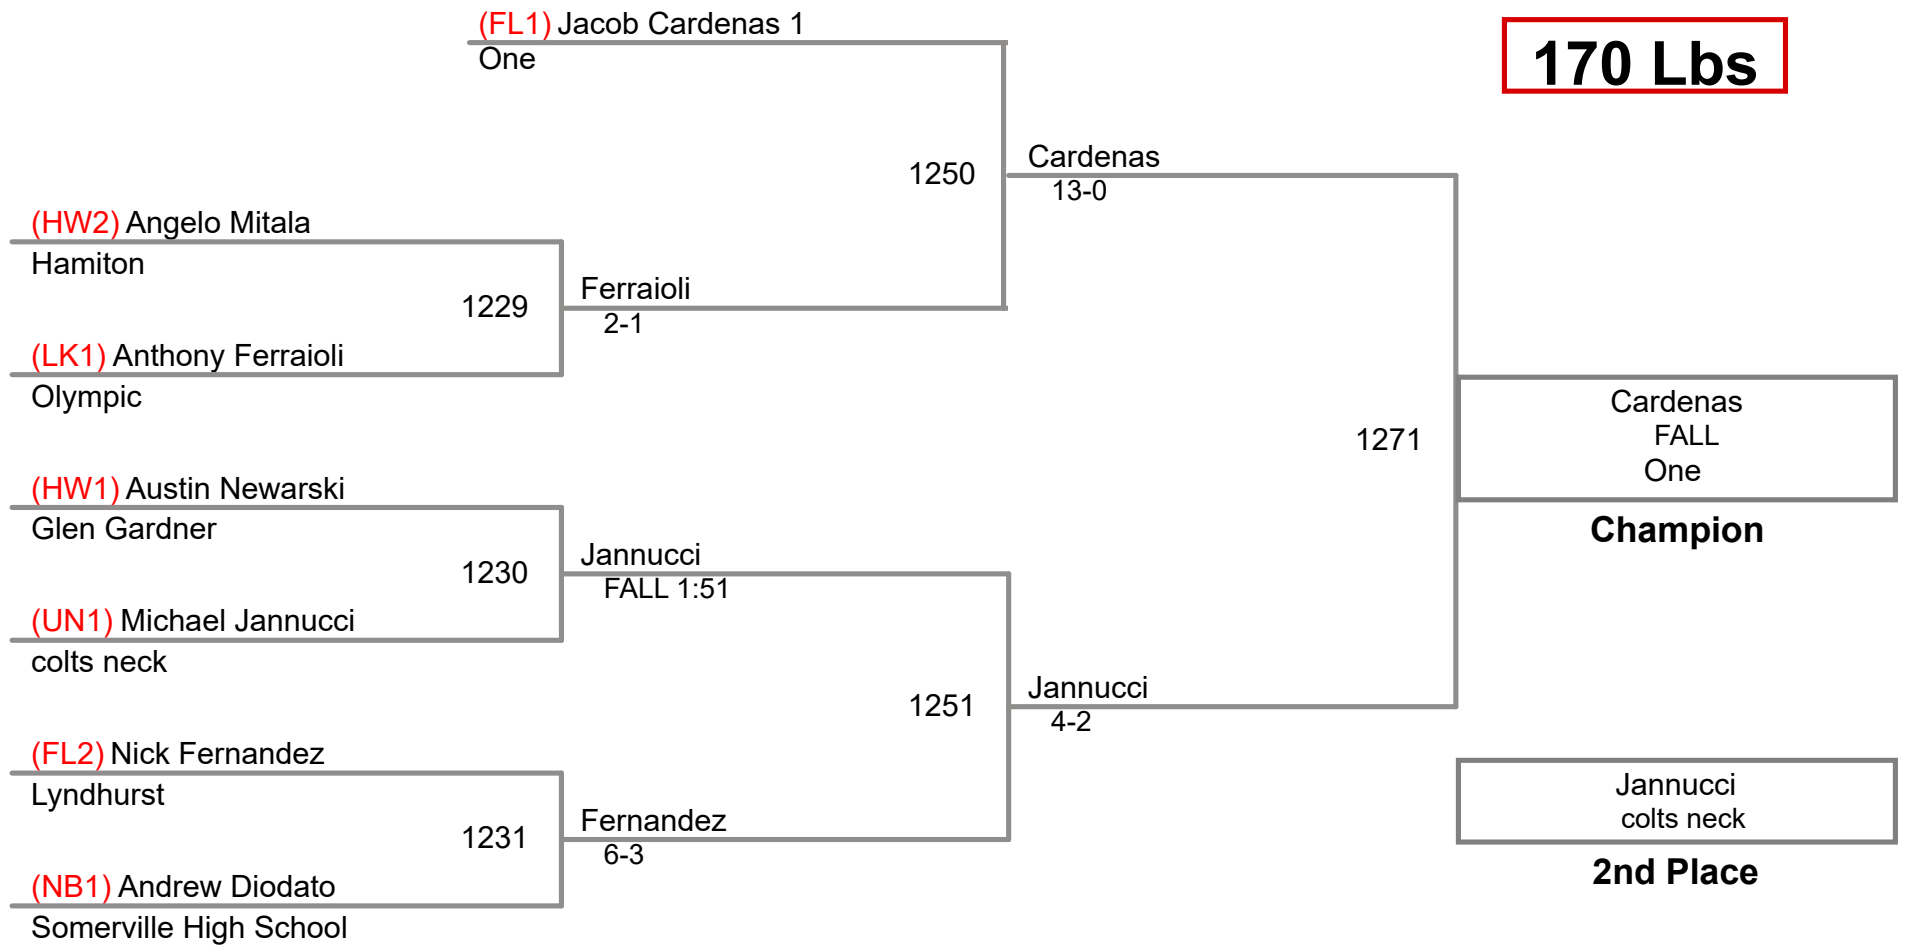 (FL1) Jacob Cardenas 1
One
170 Lbs
1250
Cardenas
13-0
(HW2) Angelo Mitala
Hamiton
1229
Ferraioli
2-1
(LK1) Anthony Ferraioli
Olympic
1271
Cardenas
FALL
One
Champion
(HW1) Austin Newarski
Glen Gardner
1230
Jannucci
FALL 1:51
(UN1) Michael Jannucci
colts neck
1251
Jannucci
4-2
(FL2) Nick Fernandez
Lyndhurst
1231
Fernandez
6-3
(NB1) Andrew Diodato
Somerville High School
Jannucci
colts neck
2nd Place